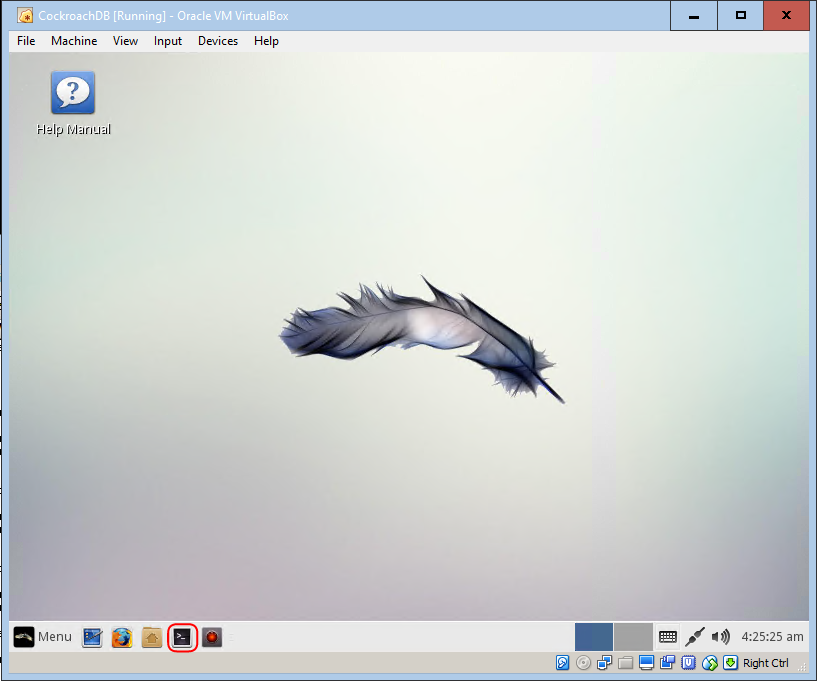 CockroachDB [Running] - Oracle VM VirtualBox
File Machine View Input Devices Help
Help Manual
Menu
4:25:25 am
Right Ctrl